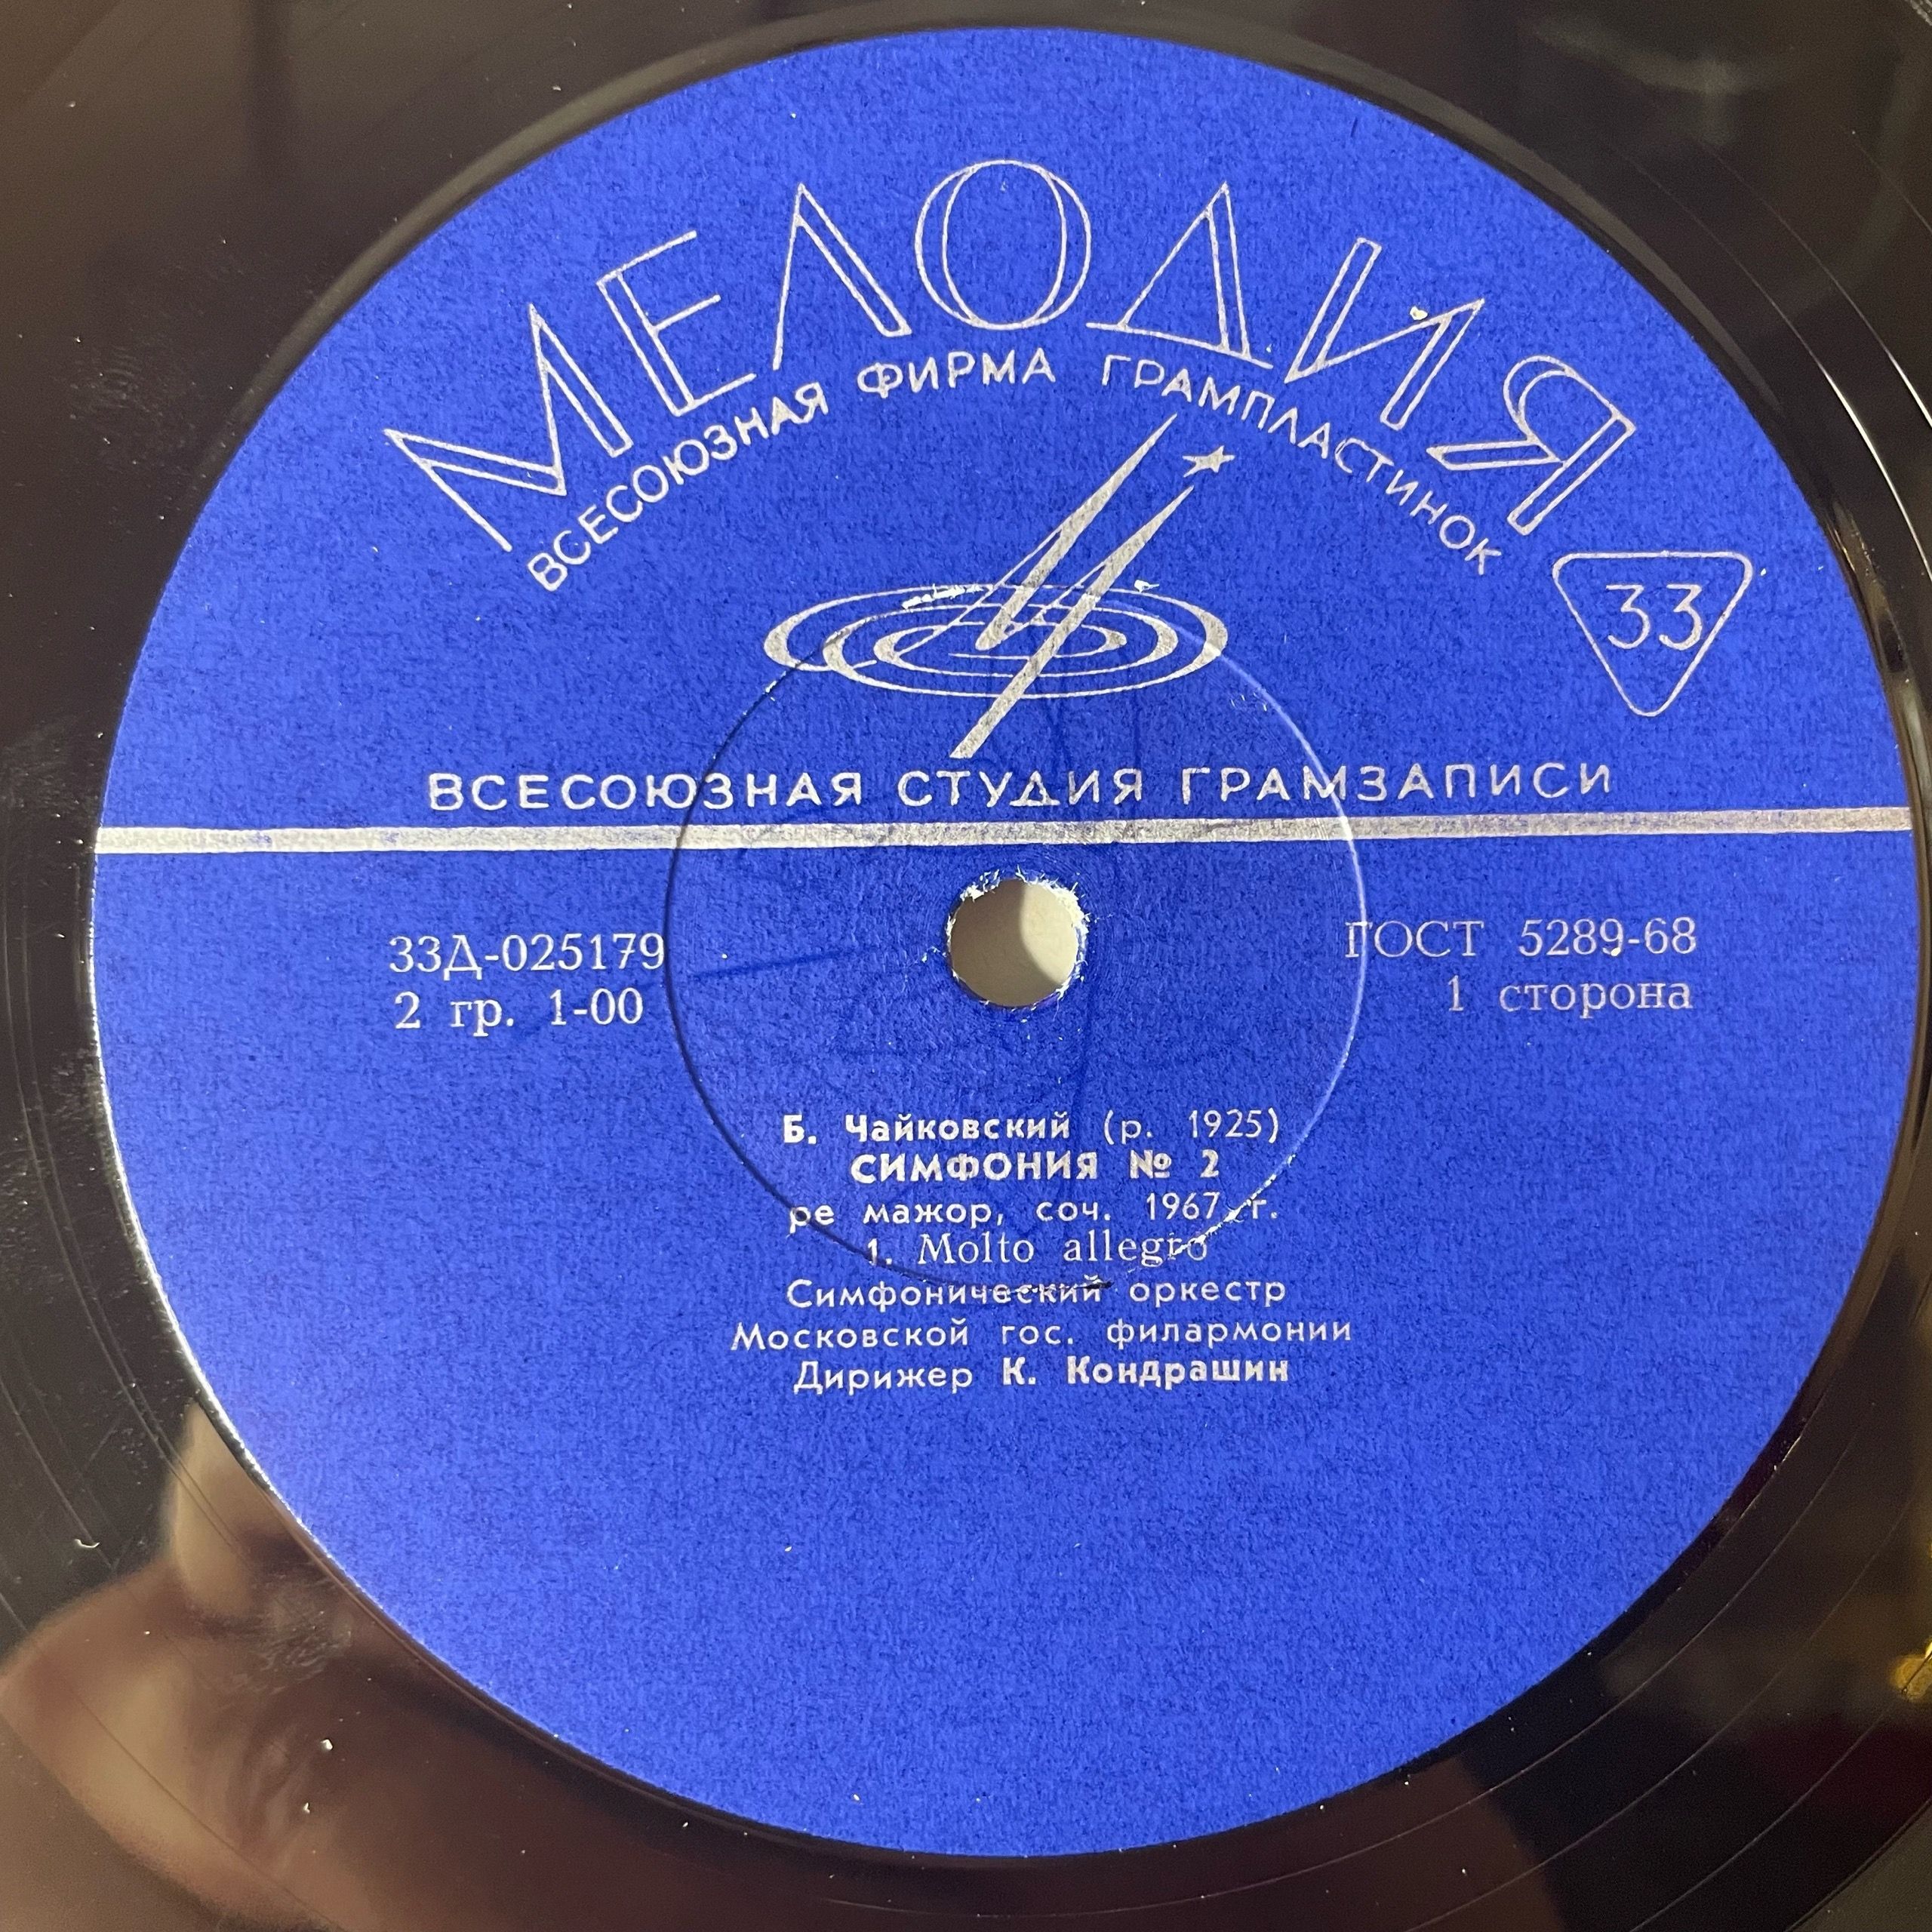 МЕЛОДИЯ
ВСЕСОЮЗНАЯ ФИРМА ГРАМПЛАСТИНОК
33
ВСЕСОЮЗНАЯ СТУДИЯ ГРАМЗАПИСИ
33Д-025179
2 гр. 1-00
ГОСТ 5289-68
1 сторона
Б. Чайковский (р. 1925)
СИМФОНИЯ № 2
ре мажор, соч. 1967 г.
1. Molto allegro
Симфонический оркестр
Московской гос. филармонии
Дирижер К. Кондрашин